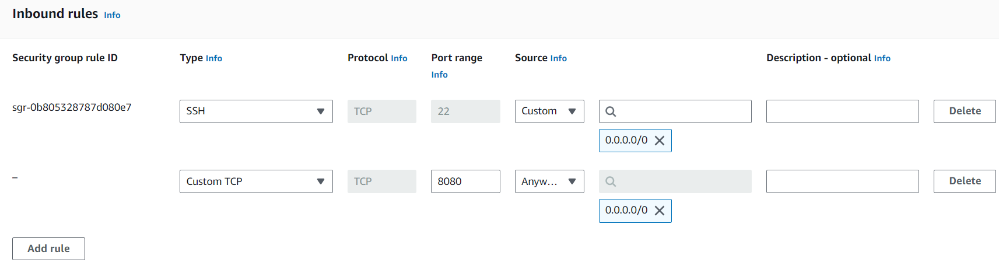 Inbound rules Info
Security group rule ID Type Info Protocol Info Port range Info Source Info Description - optional Info
sgr-0b805328787d080e7 SSH TCP 22 Custom Delete
0.0.0.0/0
– Custom TCP TCP 8080 Anyw... Delete
0.0.0.0/0
Add rule